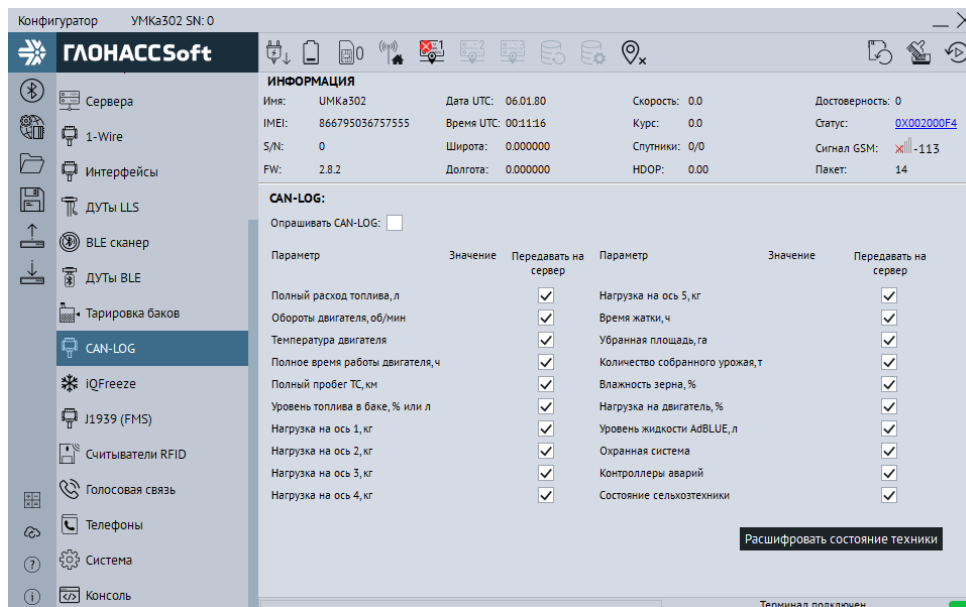 Конфигуратор УМКа302 SN: 0
ГЛОНАССSoft
0
1
2
3
x
ИНФОРМАЦИЯ
Имя: UMKa302 Дата UTC: 06.01.80 Скорость: 0.0 Достоверность: 0
IMEI: 866795036757555 Время UTC: 00:11:16 Курс: 0.0 Статус: 0X002000F4
S/N: 0 Широта: 0.000000 Спутники: 0/0 Сигнал GSM: -113
FW: 2.8.2 Долгота: 0.000000 HDOP: 0.00 Пакет: 14
Сервера
1-Wire
Интерфейсы
ДУТы LLS
BLE сканер
ДУТы BLE
Тарировка баков
CAN-LOG
iQFreeze
J1939 (FMS)
Считыватели RFID
Голосовая связь
Телефоны
Система
Консоль
CAN-LOG:
Опрашивать CAN-LOG:
Параметр Значение Передавать на сервер Параметр Значение Передавать на сервер
Полный расход топлива, л Нагрузка на ось 5, кг
Обороты двигателя, об/мин Время жатки, ч
Температура двигателя Убранная площадь, га
Полное время работы двигателя, ч Количество собранного урожая, т
Полный пробег ТС, км Влажность зерна, %
Уровень топлива в баке, % или л Нагрузка на двигатель, %
Нагрузка на ось 1, кг Уровень жидкости AdBLUE, л
Нагрузка на ось 2, кг Охранная система
Нагрузка на ось 3, кг Контроллеры аварий
Нагрузка на ось 4, кг Состояние сельхозтехники
Расшифровать состояние техники
Терминал подключен